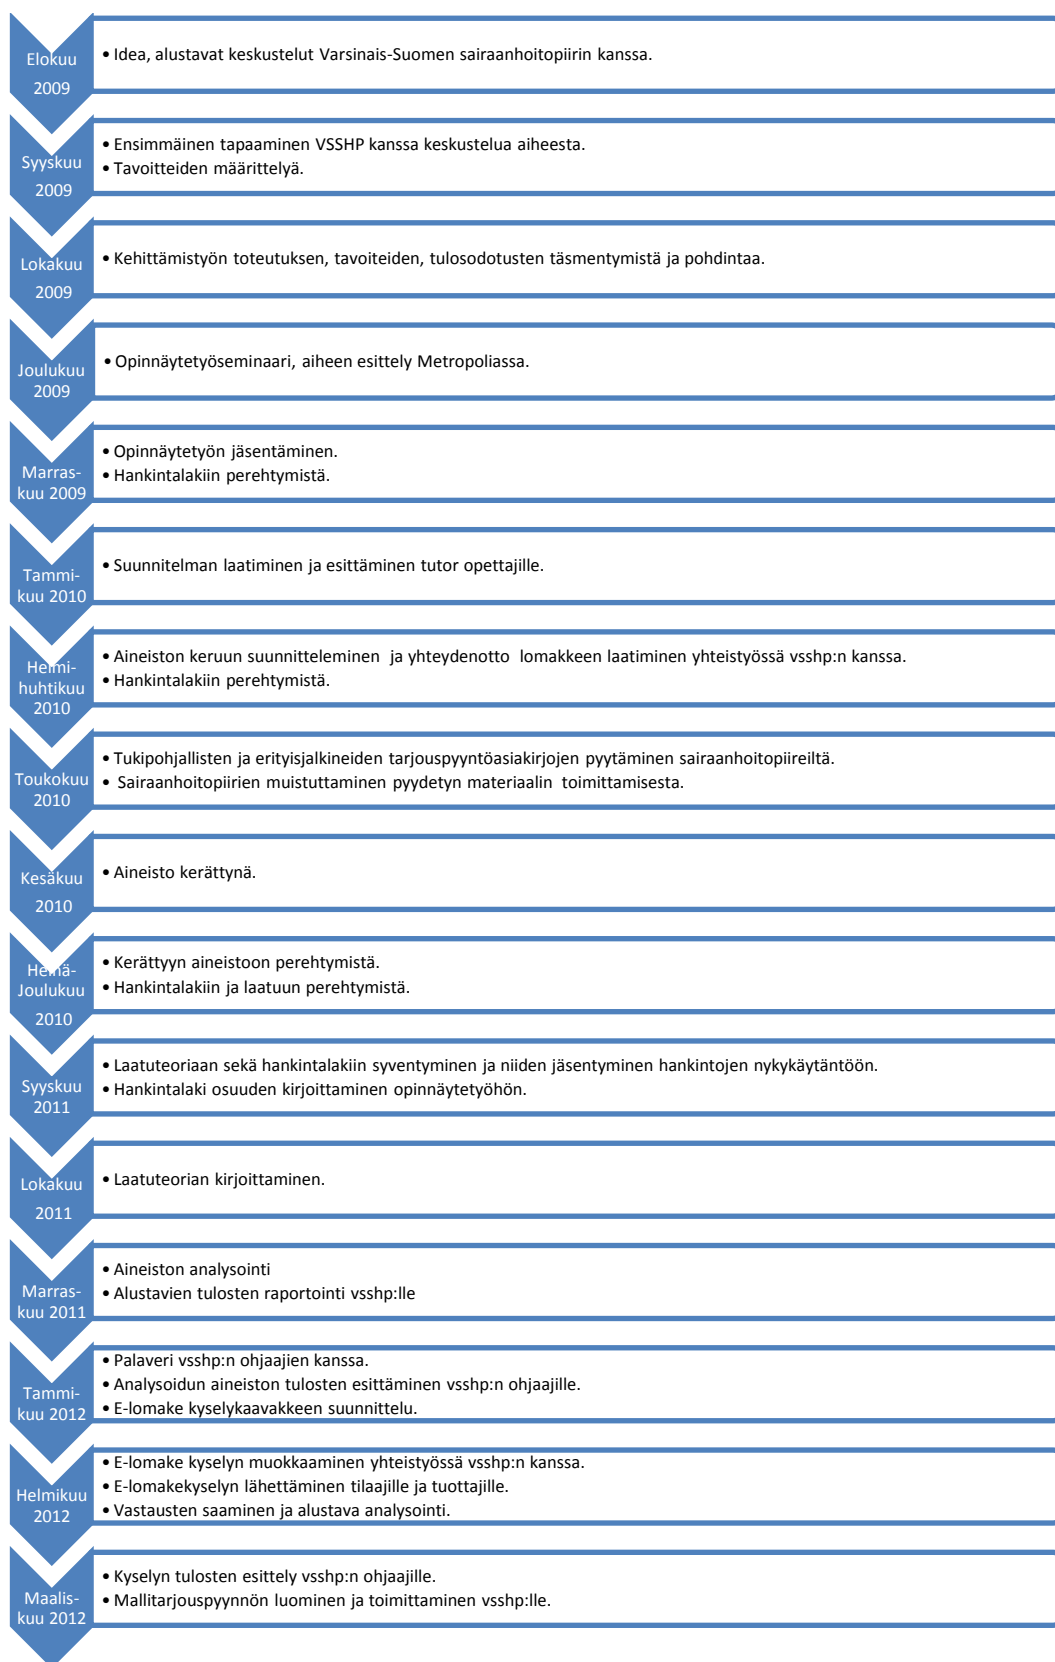 Elokuu
2009
• Idea, alustavat keskustelut Varsinais-Suomen sairaanhoitopiirin kanssa.
Syyskuu
2009
• Ensimmäinen tapaaminen VSSHP kanssa keskustelua aiheesta.
• Tavoitteiden määrittelyä.
Lokakuu
2009
• Kehittämistyön toteutuksen, tavoiteiden, tulosodotusten täsmentymistä ja pohdintaa.
Joulukuu
2009
• Opinnäytetyöseminaari, aiheen esittely Metropoliassa.
Marras-
kuu 2009
• Opinnäytetyön jäsentäminen.
• Hankintalakiin perehtymistä.
Tammi-
kuu 2010
• Suunnitelman laatiminen ja esittäminen tutor opettajille.
Helmi-
huhtikuu
2010
• Aineiston keruun suunnitteleminen ja yhteydenotto lomakkeen laatiminen yhteistyössä vsshp:n kanssa.
• Hankintalakiin perehtymistä.
Toukokuu
2010
• Tukipohjallisten ja erityisjalkineiden tarjouspyyntöasiakirjojen pyytäminen sairaanhoitopiireiltä.
• Sairaanhoitopiirien muistuttaminen pyydetyn materiaalin toimittamisesta.
Kesäkuu
2010
• Aineisto kerättynä.
Heinä-
Joulukuu
2010
• Kerättyyn aineistoon perehtymistä.
• Hankintalakiin ja laatuun perehtymistä.
Syyskuu
2011
• Laatuteoriaan sekä hankintalakiin syventyminen ja niiden jäsentyminen hankintojen nykykäytäntöön.
• Hankintalaki osuuden kirjoittaminen opinnäytetyöhön.
Lokakuu
2011
• Laatuteorian kirjoittaminen.
Marras-
kuu 2011
• Aineiston analysointi
• Alustavien tulosten raportointi vsshp:lle
Tammi-
kuu 2012
• Palaveri vsshp:n ohjaajien kanssa.
• Analysoidun aineiston tulosten esittäminen vsshp:n ohjaajille.
• E-lomake kyselykaavakkeen suunnittelu.
Helmikuu
2012
• E-lomake kyselyn muokkaaminen yhteistyössä vsshp:n kanssa.
• E-lomakekyselyn lähettäminen tilaajille ja tuottajille.
• Vastausten saaminen ja alustava analysointi.
Maalis-
kuu 2012
• Kyselyn tulosten esittely vsshp:n ohjaajille.
• Mallitarjouspyynnön luominen ja toimittaminen vsshp:lle.